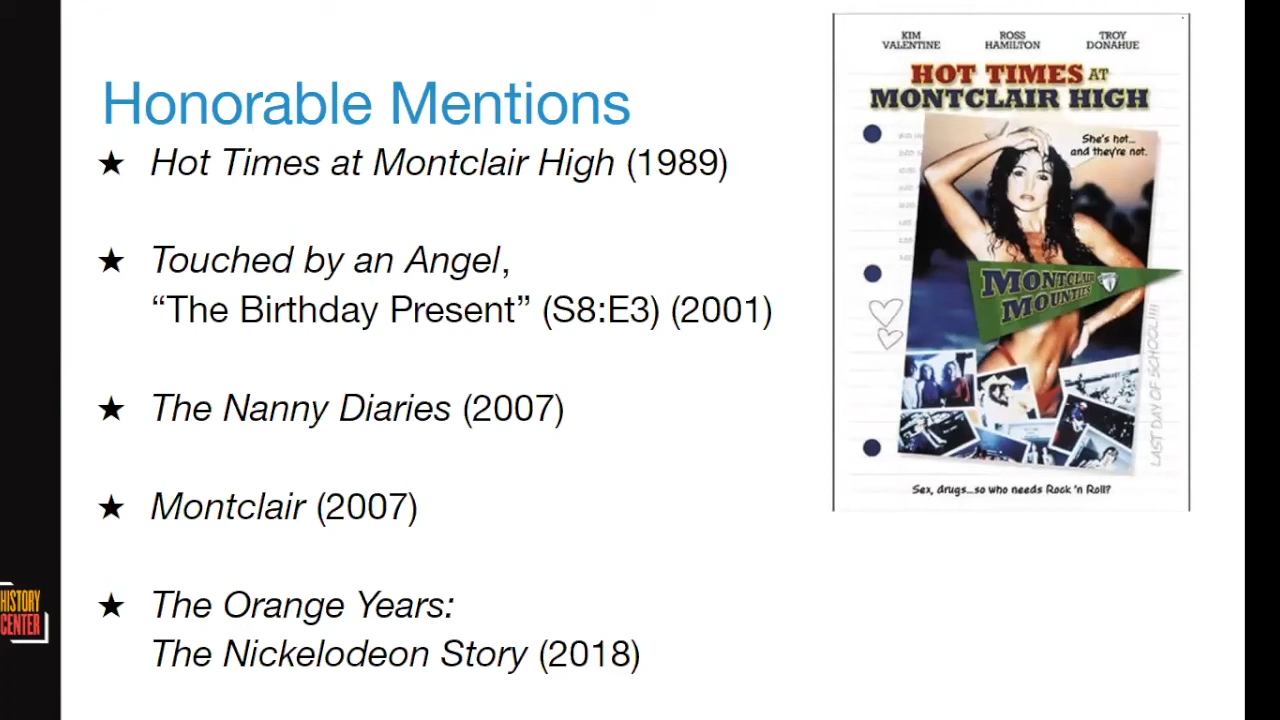 Honorable Mentions
★ Hot Times at Montclair High (1989)
★ Touched by an Angel,
“The Birthday Present” (S8:E3) (2001)
★ The Nanny Diaries (2007)
★ Montclair (2007)
★ The Orange Years:
The Nickelodeon Story (2018)
HISTORY
CENTER
KIM VALENTINE ROSS HAMILTON TROY DONAHUE
HOT TIMES AT
MONTCLAIR HIGH
She's hot...
and they're not.
MONTCLAIR
MOUNTIES
LAST DAY OF SCHOOL!!!!
Sex, drugs...so who needs Rock 'n Roll?